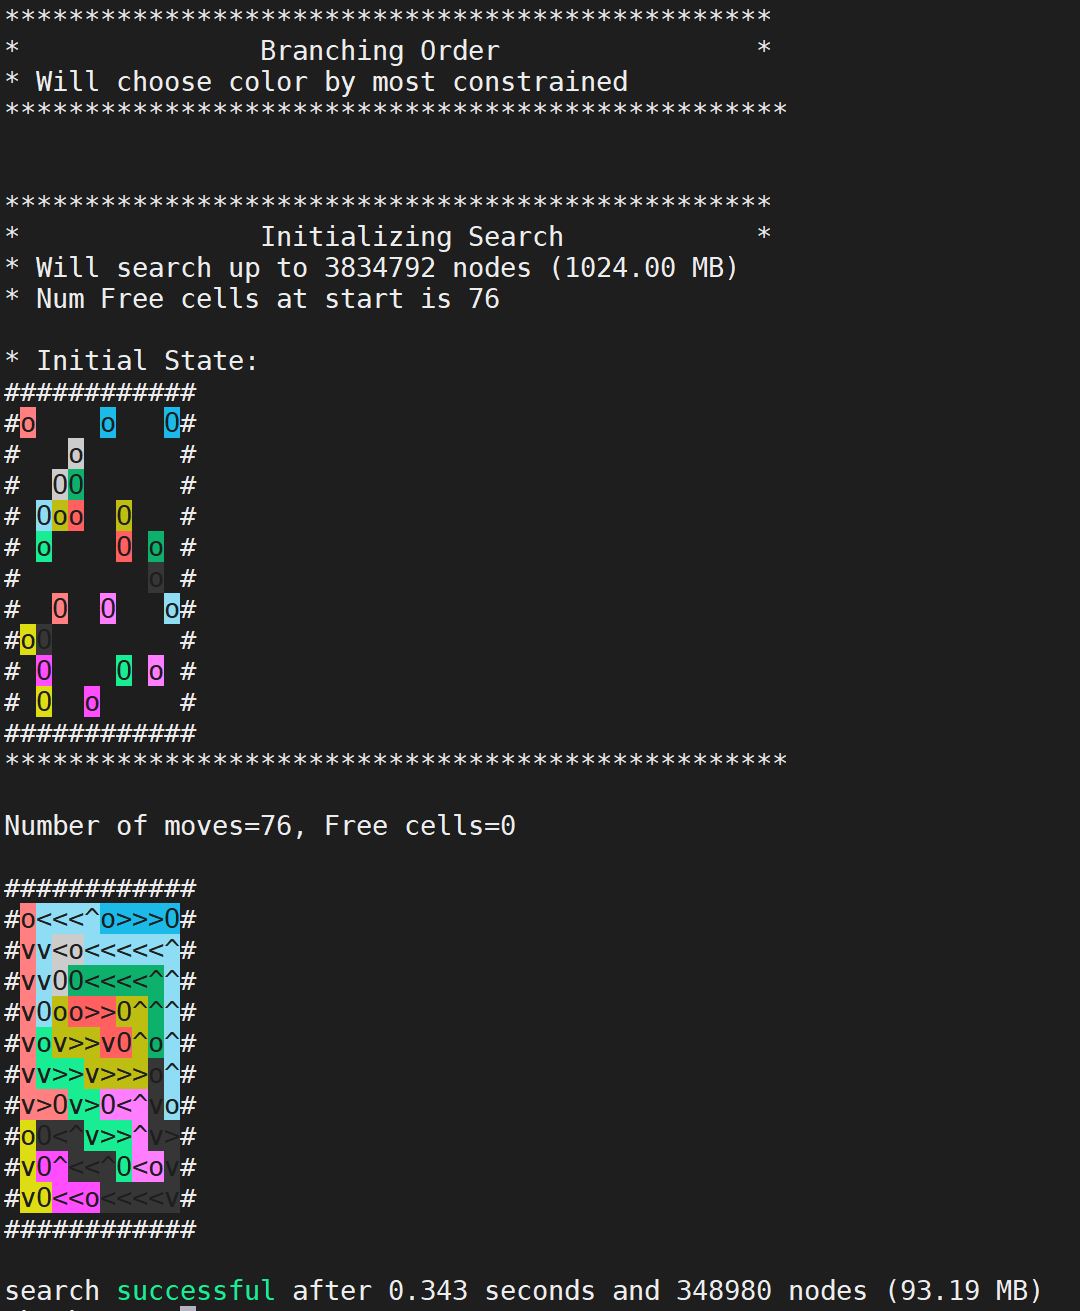 ************************************************
*               Branching Order                *
* Will choose color by most constrained
*************************************************
************************************************
*               Initializing Search            *
* Will search up to 3834792 nodes (1024.00 MB)
* Num Free cells at start is 76
* Initial State:
############
#o    o   O#
#   o      #
#  OO      #
# Ooo  O   #
# o    O o #
#        o #
#  O  O   o#
#oO        #
# O    O o #
# O  o     #
############
*************************************************
Number of moves=76, Free cells=0
############
#o<<<^o>>>O#
#vv<o<<<<<^#
#vvOO<<<<^^#
#vOoo>>O^^^#
#vov>>vO^o^#
#vv>>v>>>o^#
#v>Ov>O<^vo#
#oO<^v>>^v>#
#vO^<<^O<ov#
#vO<<o<<<<v#
############
search successful after 0.343 seconds and 348980 nodes (93.19 MB)